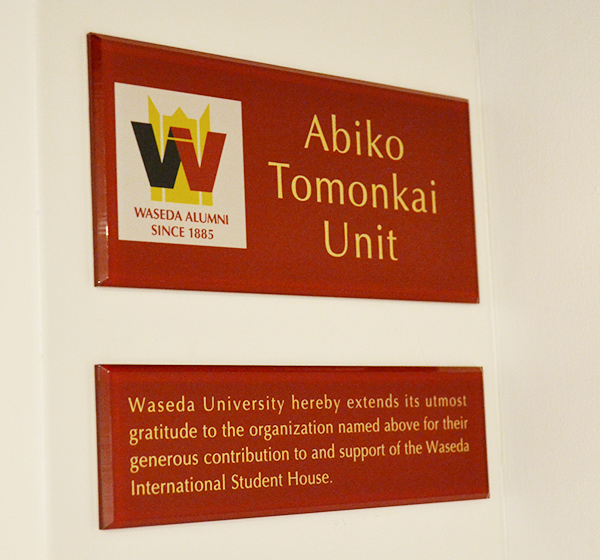 Abiko
Tomonkai
Unit
WASEDA ALUMNI
SINCE 1885
Waseda University hereby extends its utmost
gratitude to the organization named above for their
generous contribution to and support of the Waseda
International Student House.